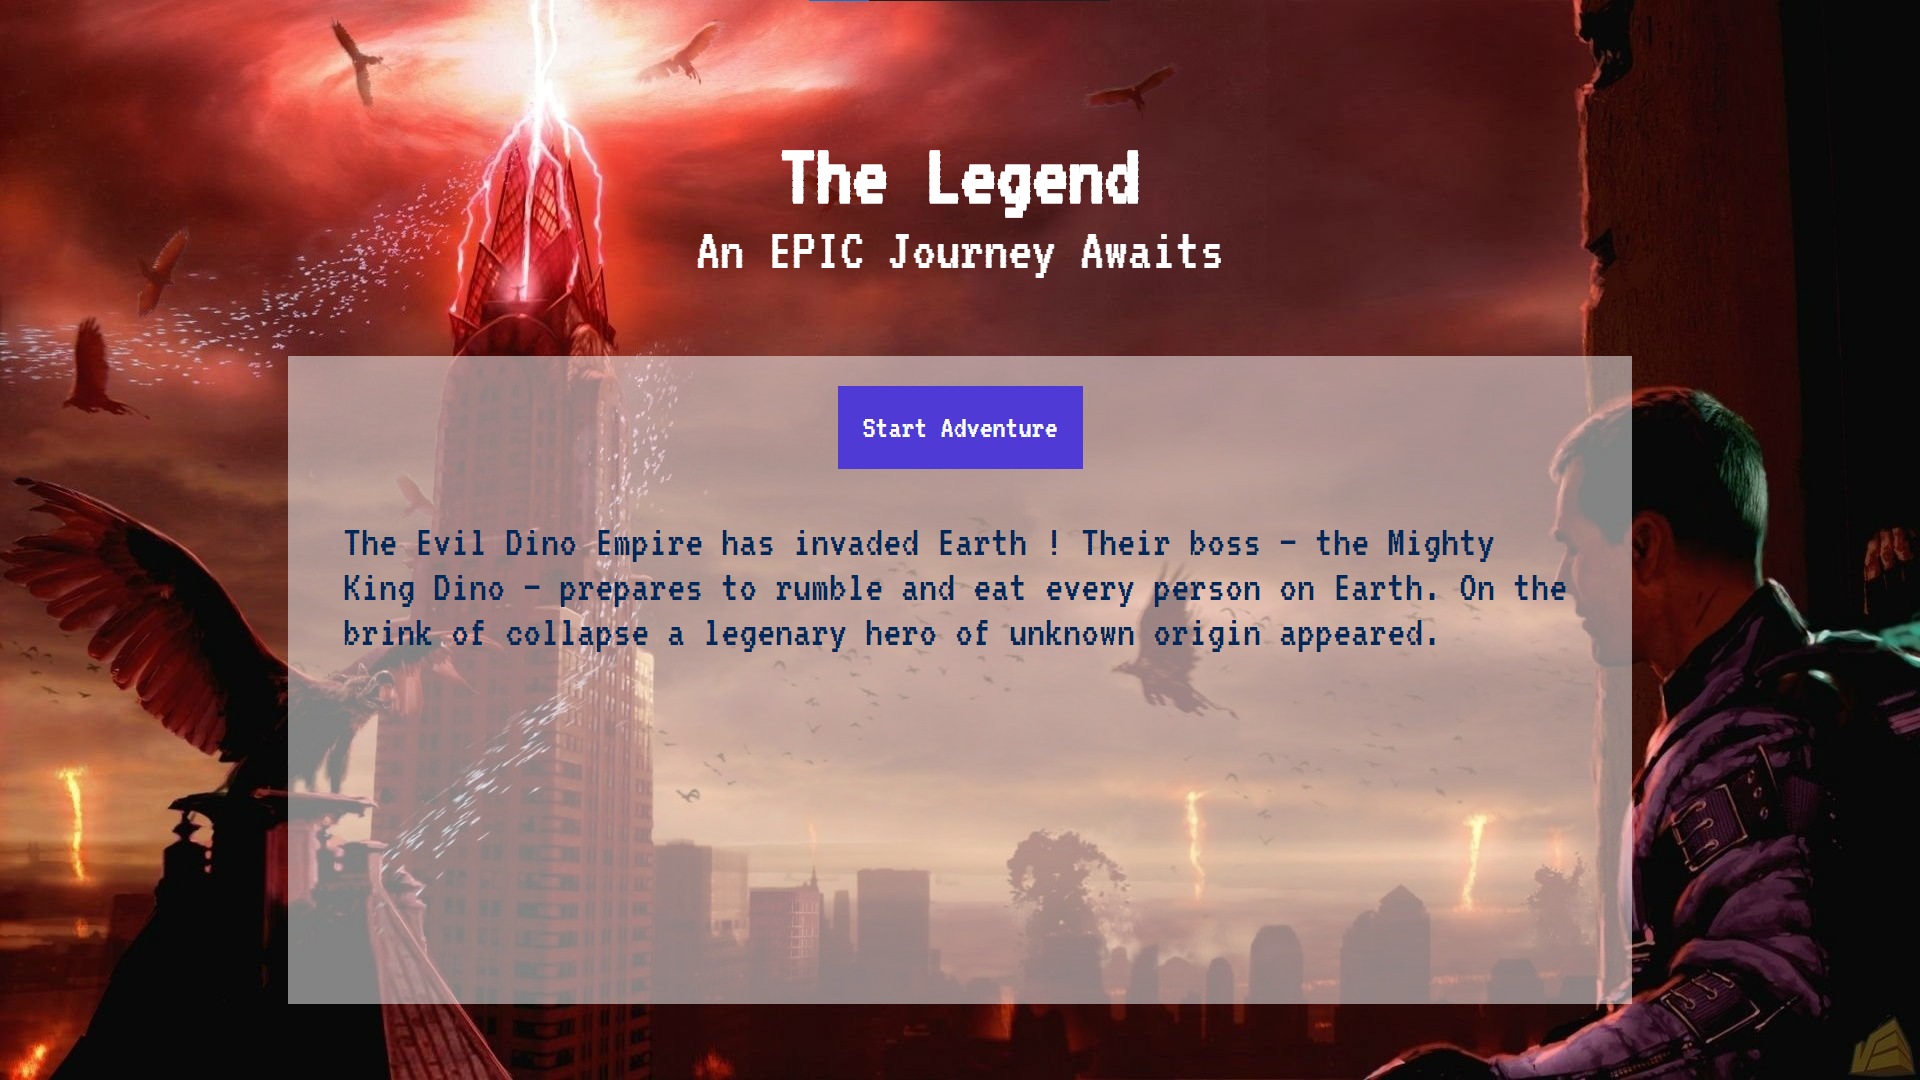 The Legend
An EPIC Journey Awaits
Start Adventure
The Evil Dino Empire has invaded Earth ! Their boss - the Mighty
King Dino - prepares to rumble and eat every person on Earth. On the
brink of collapse a legenary hero of unknown origin appeared.